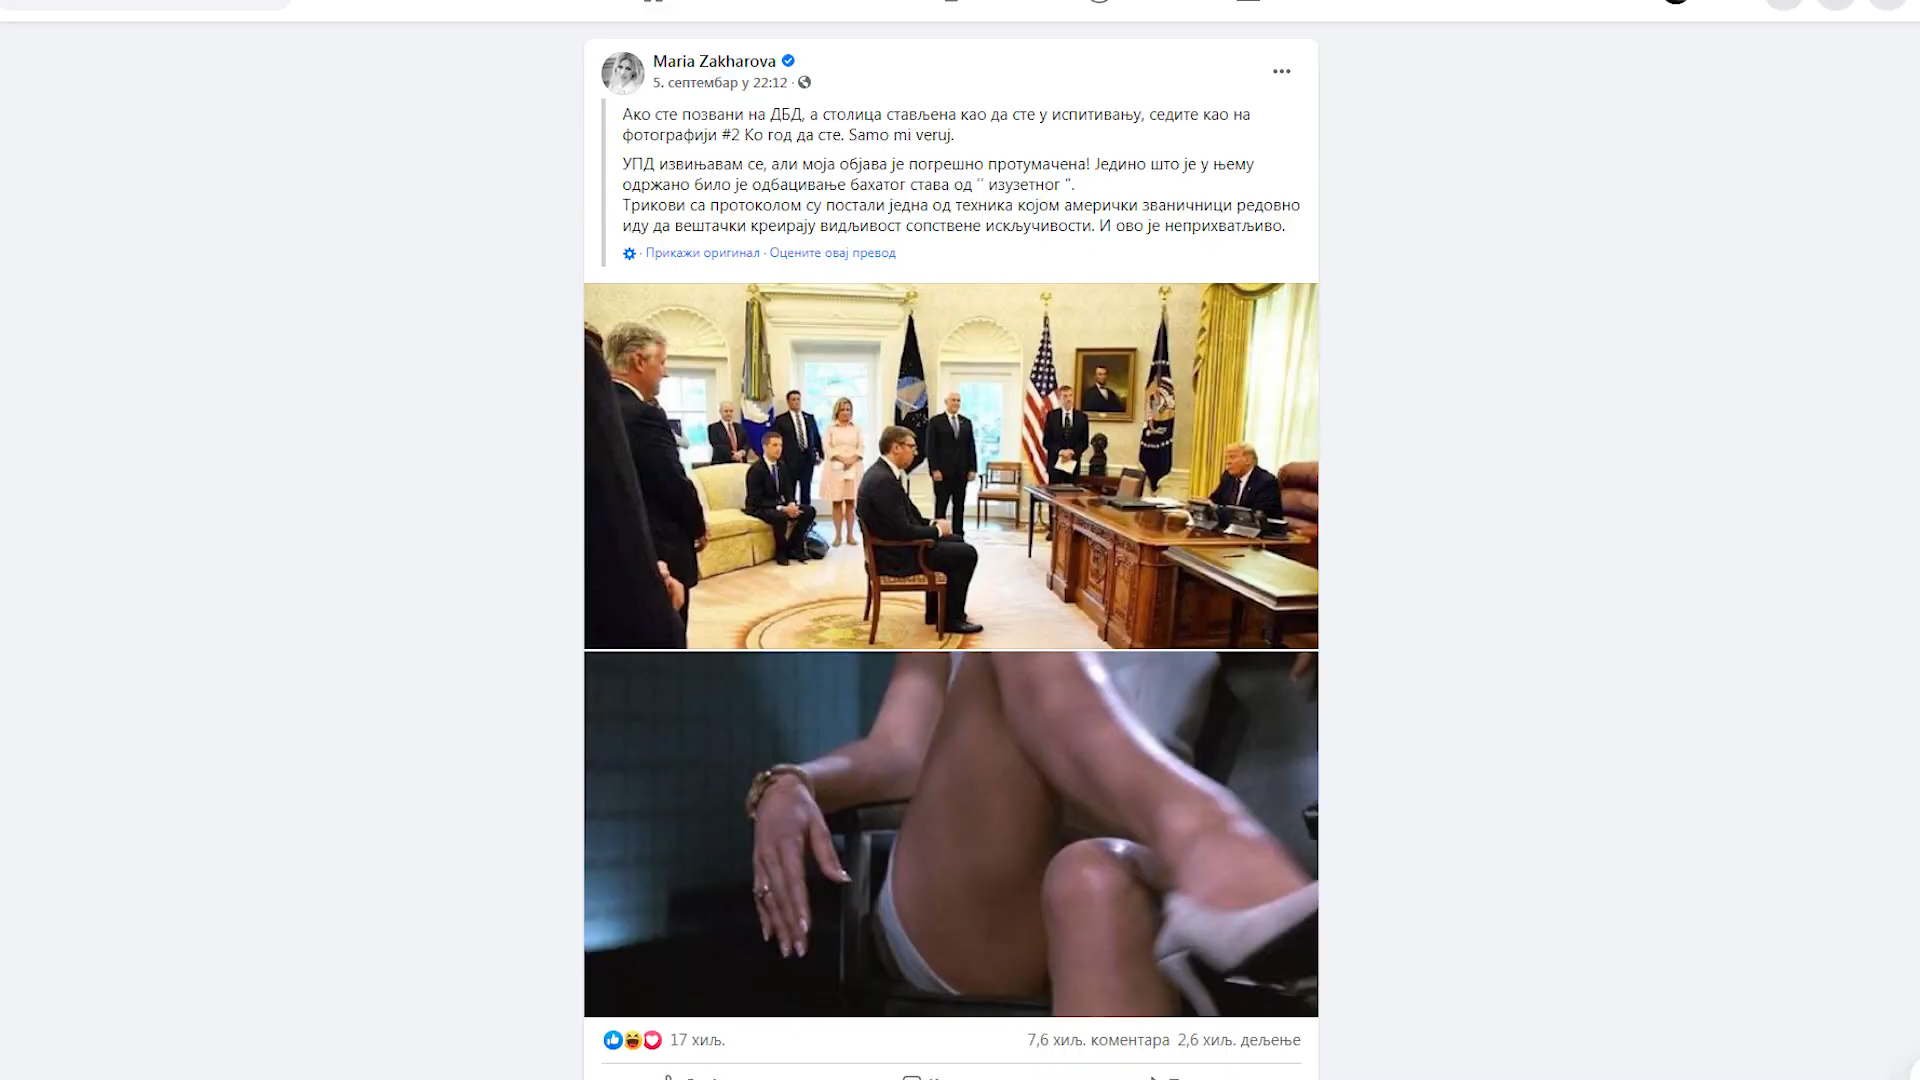 Maria Zakharova
5. септембар у 22:12 ·
Ако сте позвани на ДБД, а столица стављена као да сте у испитивању, седите као на
фотографији #2 Ко год да сте. Samo mi veruj.
УПД извињавам се, али моја објава је погрешно протумачена! Једино што је у њему
одржано било је одбацивање бахатог става од ′′ изузетног ".
Трикови са протоколом су постали једна од техника којом амерички званичници редовно
иду да вештачки креирају видљивост сопствене искључивости. И ово је неприхватљиво.
· Прикажи оригинал · Оцените овај превод
17 хиљ.
7,6 хиљ. коментара 2,6 хиљ. дељење